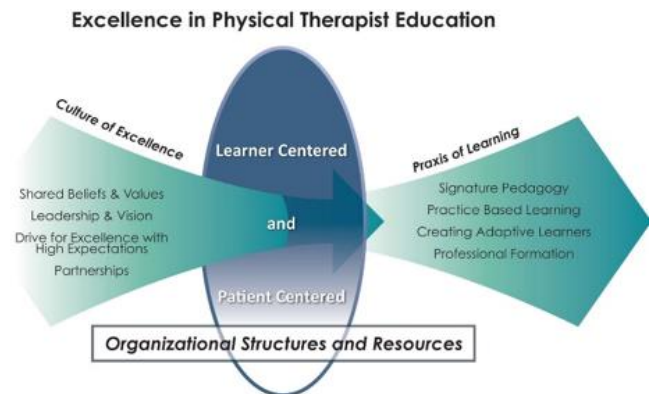 Excellence in Physical Therapist Education
Culture of Excellence
Shared Beliefs & Values
Leadership & Vision
Drive for Excellence with
High Expectations
Partnerships
Learner Centered
and
Patient Centered
Praxis of Learning
Signature Pedagogy
Practice Based Learning
Creating Adaptive Learners
Professional Formation
Organizational Structures and Resources